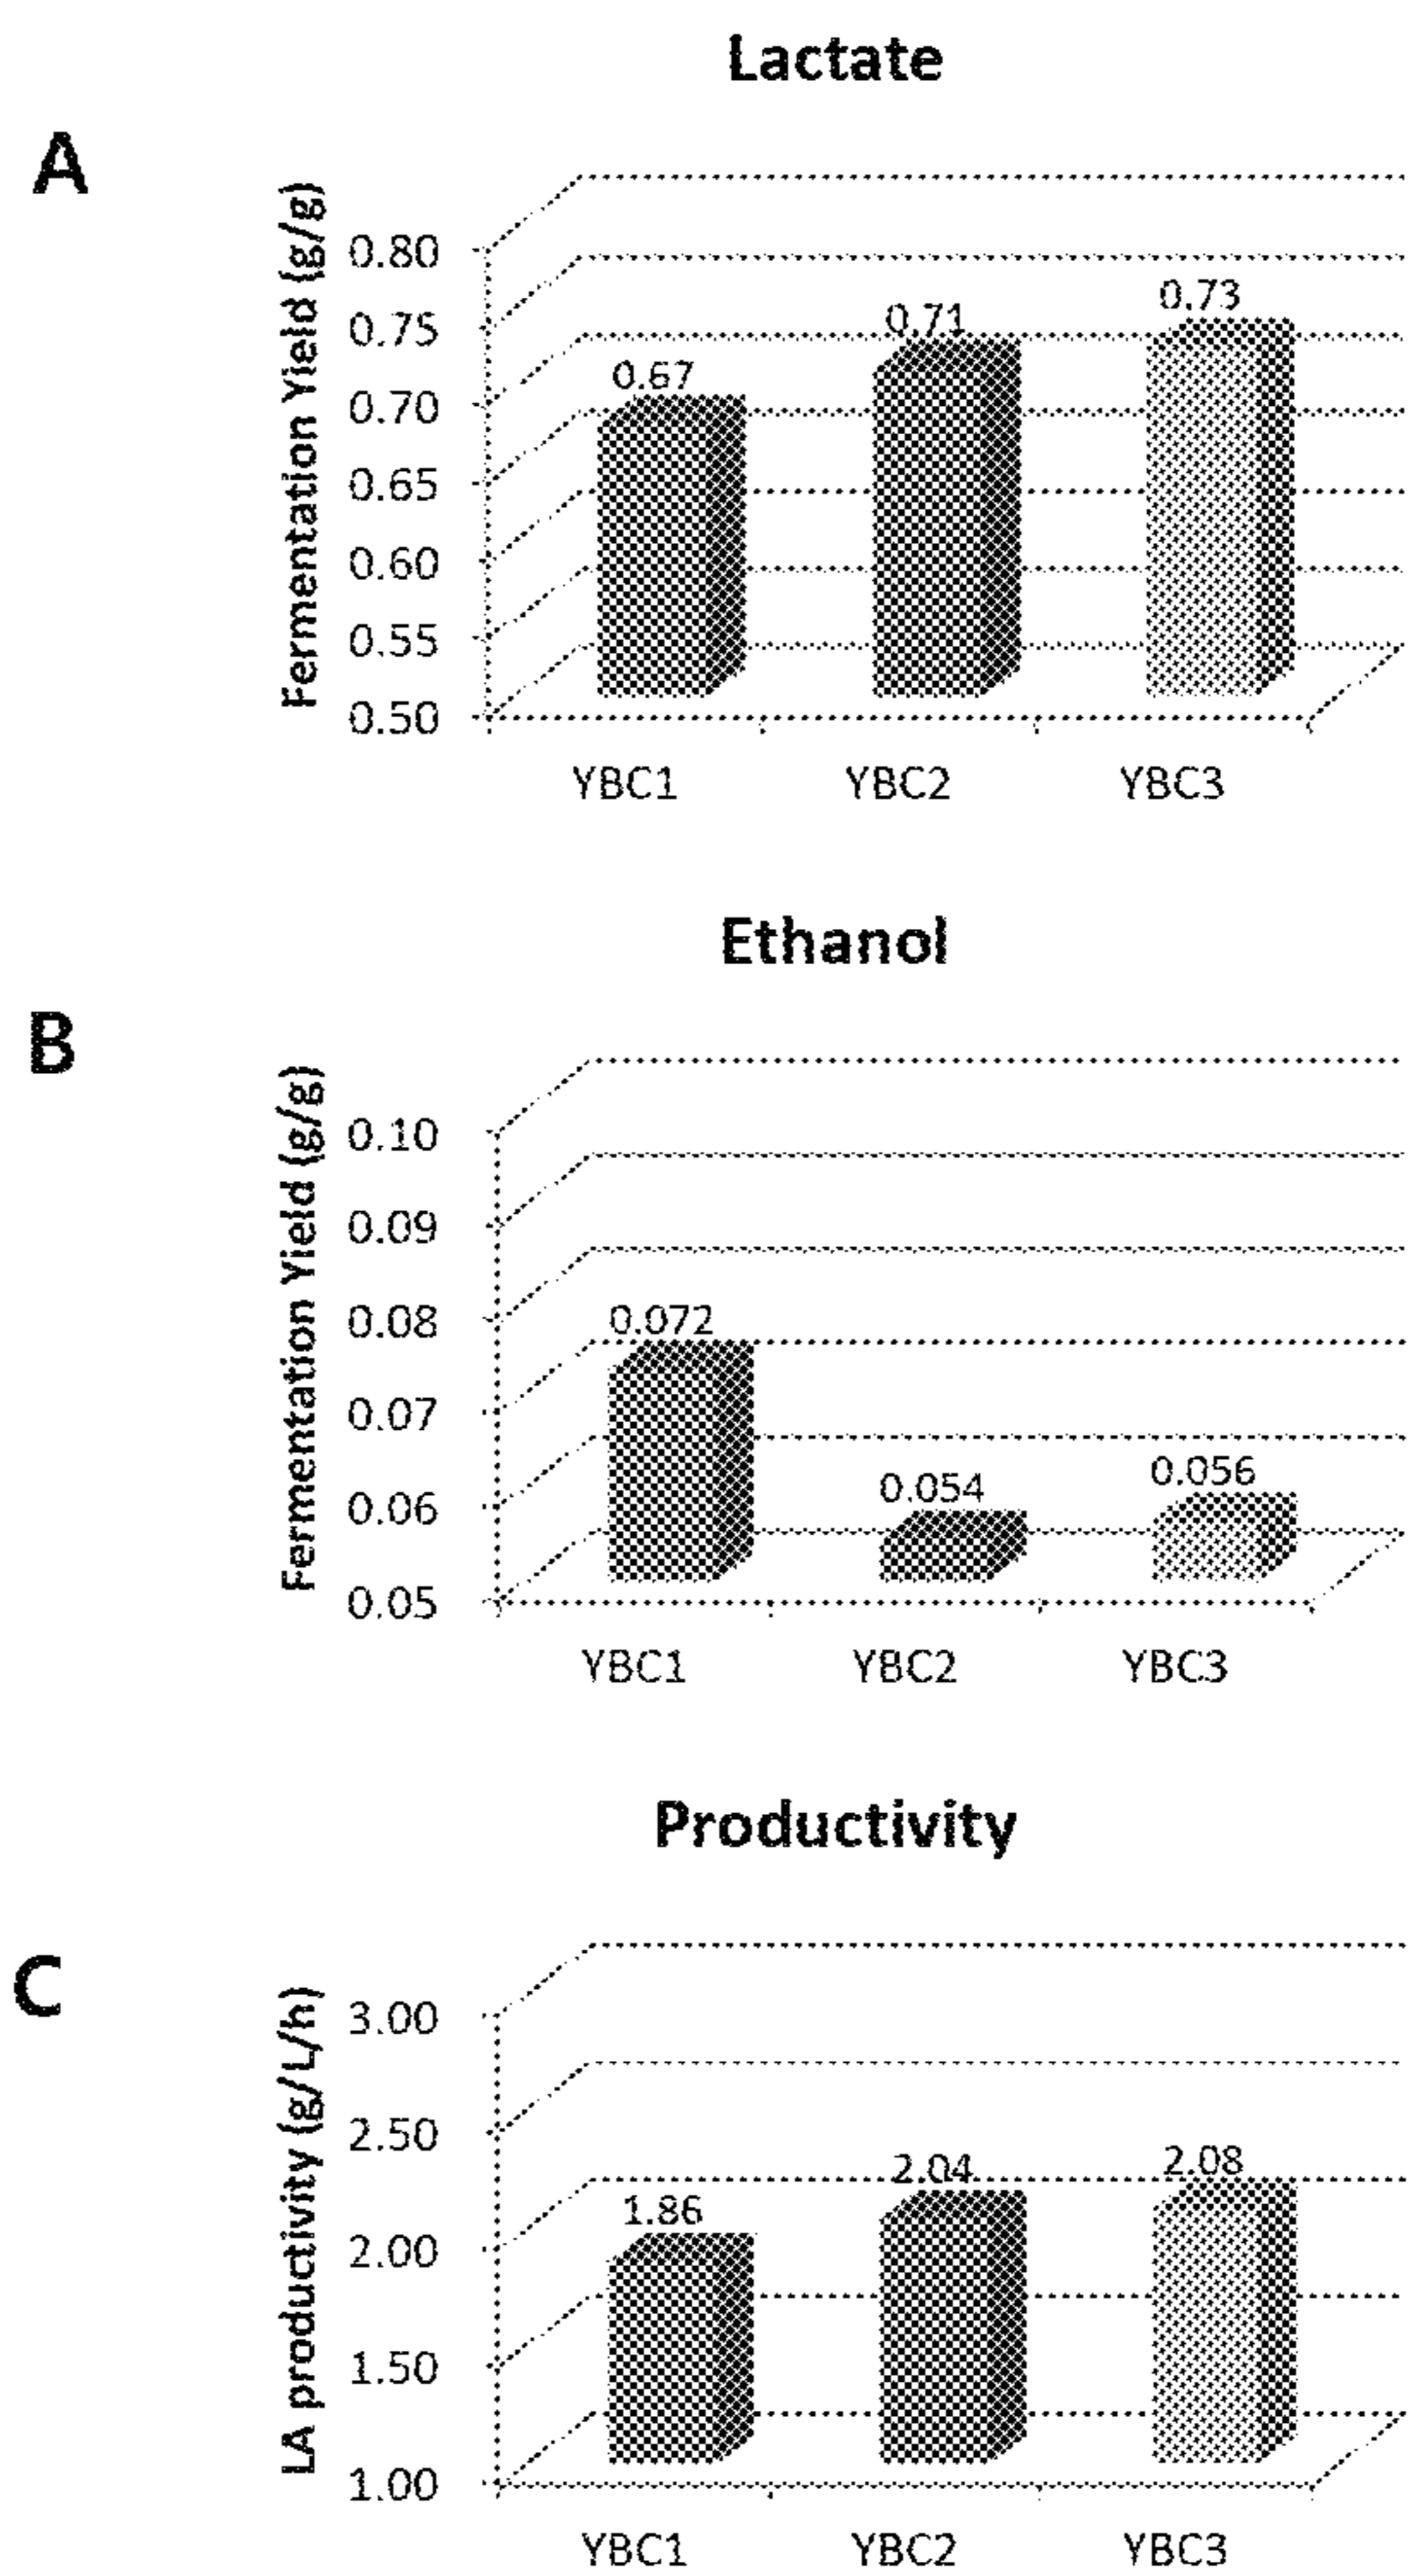 Lactate
A
Fermentation Yield (g/g)
0.80
0.75
0.70
0.65
0.60
0.55
0.50
0.67
0.71
0.73
YBC1 YBC2 YBC3
Ethanol
B
Fermentation Yield (g/g)
0.10
0.09
0.08
0.07
0.06
0.05
0.072
0.054
0.056
YBC1 YBC2 YBC3
Productivity
C
LA productivity (g/L/h)
3.00
2.50
2.00
1.50
1.00
1.86
2.04
2.08
YBC1 YBC2 YBC3